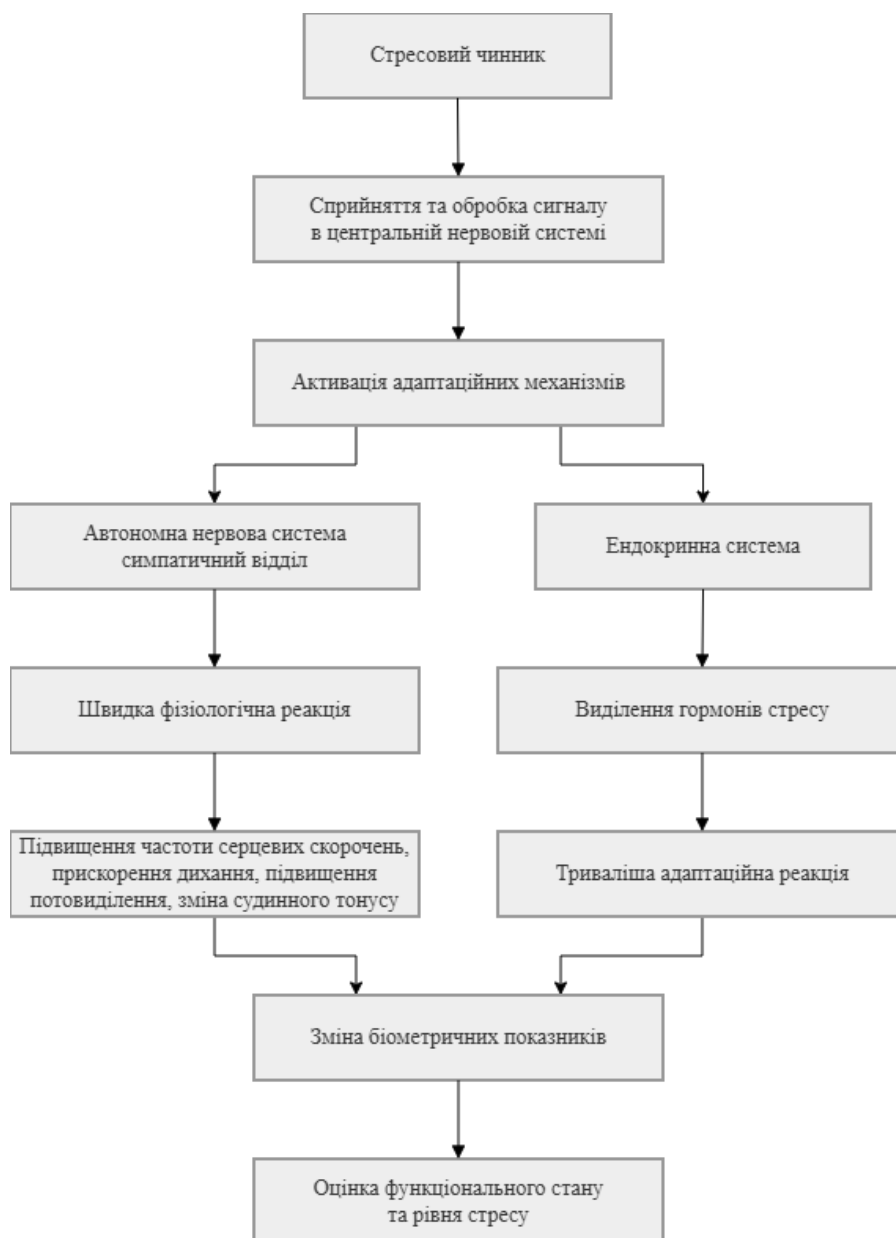 Стресовий чинник
Сприйняття та обробка сигналу
в центральній нервовій системі
Активація адаптаційних механізмів
Автономна нервова система
симпатичний відділ
Ендокринна система
Швидка фізіологічна реакція
Виділення гормонів стресу
Підвищення частоти серцевих скорочень,
прискорення дихання, підвищення
потовиділення, зміна судинного тонусу
Триваліша адаптаційна реакція
Зміна біометричних показників
Оцінка функціонального стану
та рівня стресу